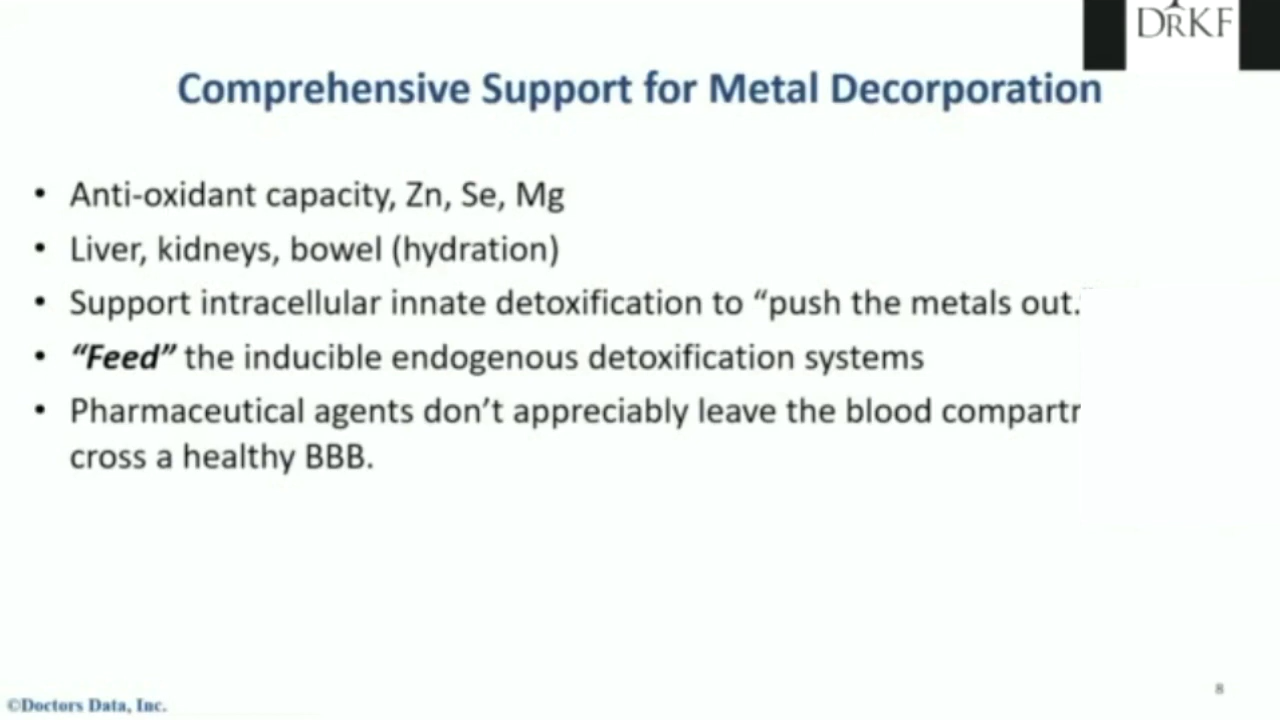 DRKF
Comprehensive Support for Metal Decorporation
• Anti-oxidant capacity, Zn, Se, Mg
• Liver, kidneys, bowel (hydration)
• Support intracellular innate detoxification to “push the metals out.”
• “Feed” the inducible endogenous detoxification systems
• Pharmaceutical agents don’t appreciably leave the blood
cross a healthy BBB.
8
©Doctors Data, Inc.